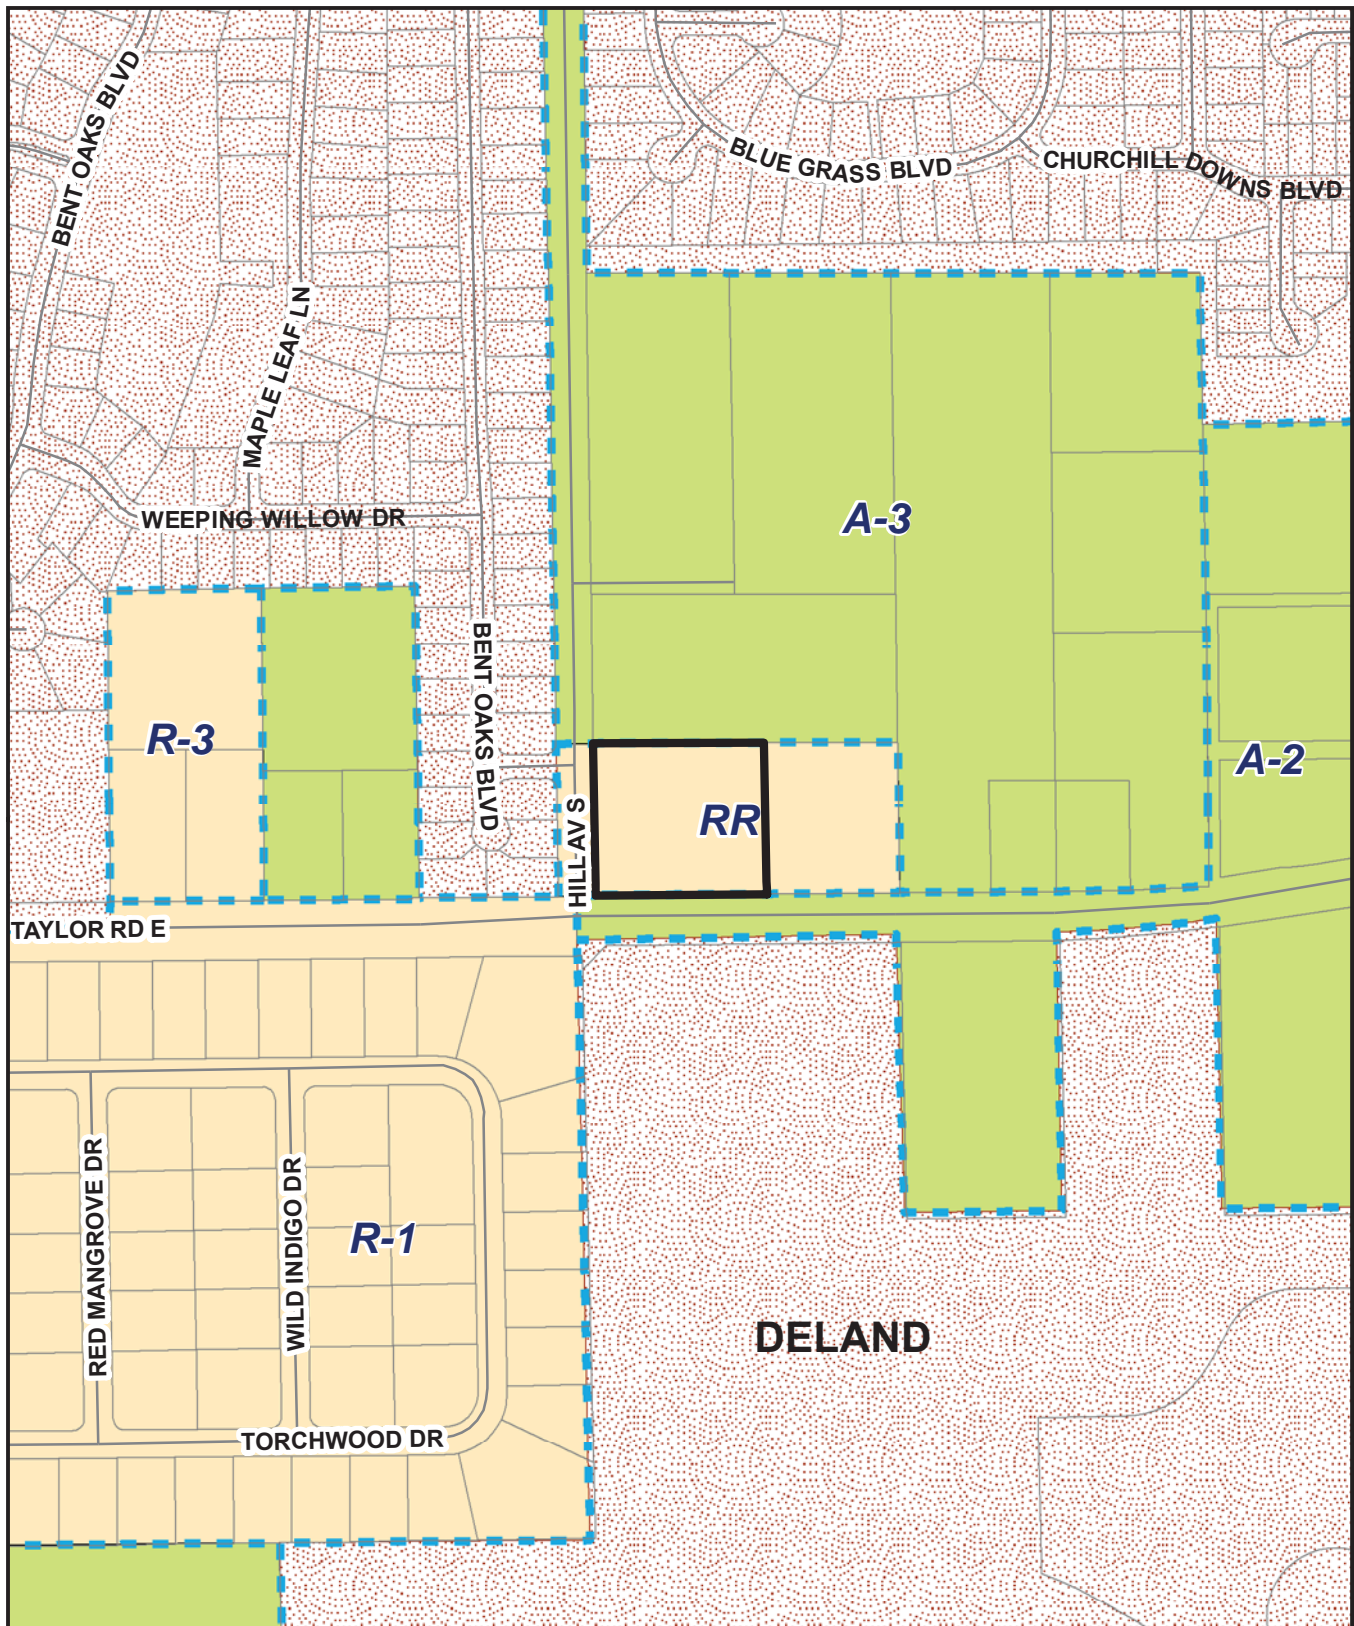 BENT OAKS BLVD
BLUE GRASS BLVD
CHURCHILL DOWNS BLVD
MAPLE LEAF LN
WEEPING WILLOW DR
A-3
BENT OAKS BLVD
R-3
A-2
RR
HILL AV S
TAYLOR RD E
RED MANGROVE DR
WILD INDIGO DR
R-1
DELAND
TORCHWOOD DR